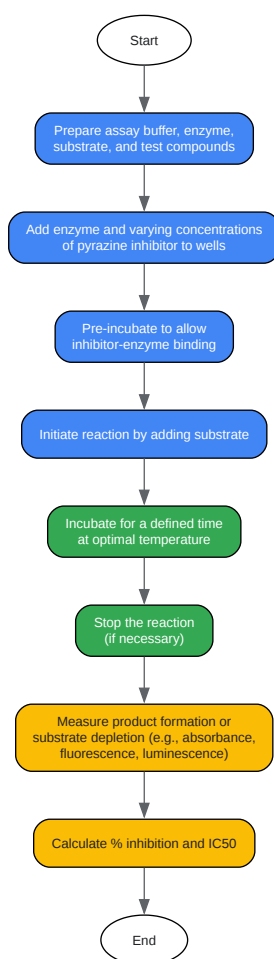 Start
Prepare assay buffer, enzyme,
substrate, and test compounds
Add enzyme and varying concentrations
of pyrazine inhibitor to wells
Pre-incubate to allow
inhibitor-enzyme binding
Initiate reaction by adding substrate
Incubate for a defined time
at optimal temperature
Stop the reaction
(if necessary)
Measure product formation or
substrate depletion (e.g., absorbance,
fluorescence, luminescence)
Calculate % inhibition and IC50
End